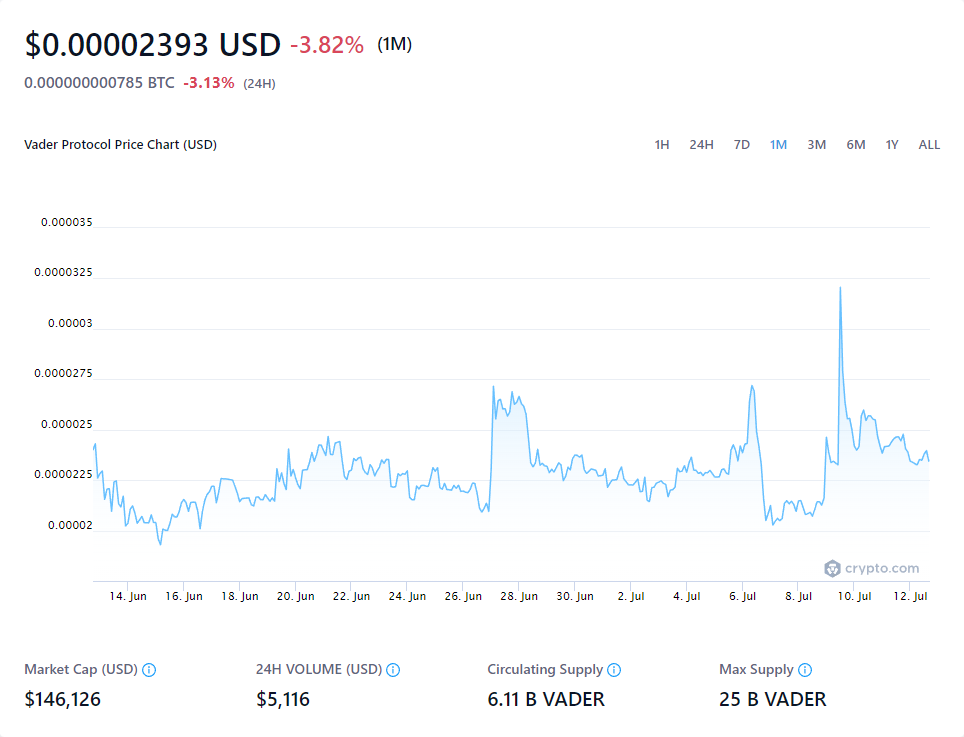 $0.00002393 USD -3.82% (1M)
0.000000000785 BTC -3.13% (24H)
Vader Protocol Price Chart (USD) 1H 24H 7D 1M 3M 6M 1Y ALL
0.000035
0.0000325
0.00003
0.0000275
0.000025
0.0000225
0.00002
crypto.com
14. Jun 16. Jun 18. Jun 20. Jun 22. Jun 24. Jun 26. Jun 28. Jun 30. Jun 2. Jul 4. Jul 6. Jul 8. Jul 10. Jul 12. Jul
Market Cap (USD) 24H VOLUME (USD) Circulating Supply Max Supply
$146,126 $5,116 6.11 B VADER 25 B VADER